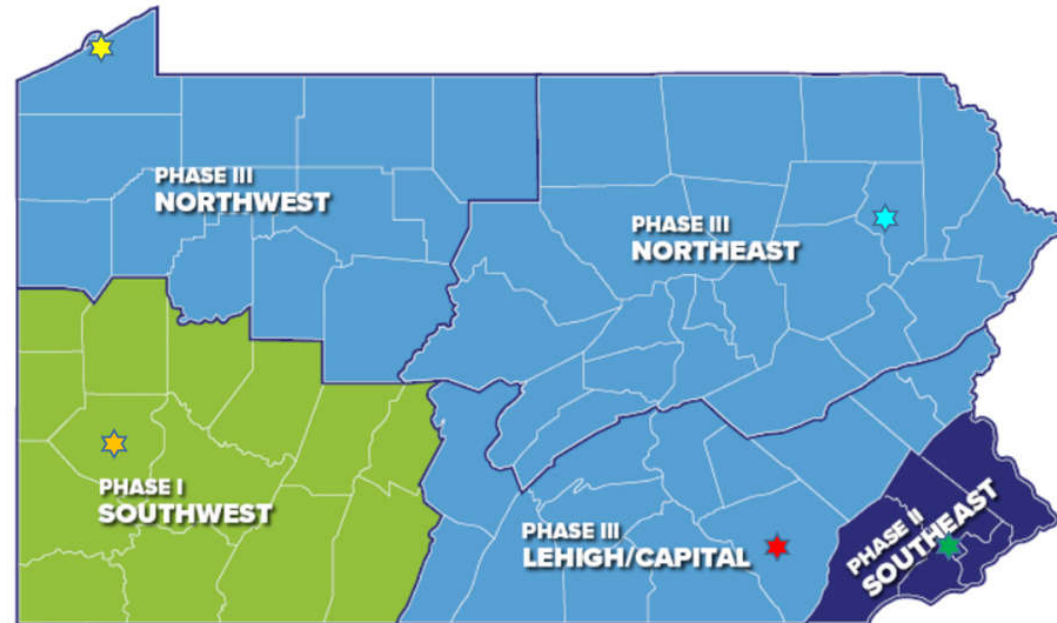 PHASE III
NORTHWEST
PHASE III
NORTHEAST
PHASE I
SOUTHWEST
PHASE III
LEHIGH/CAPITAL
PHASE II
SOUTHEAST